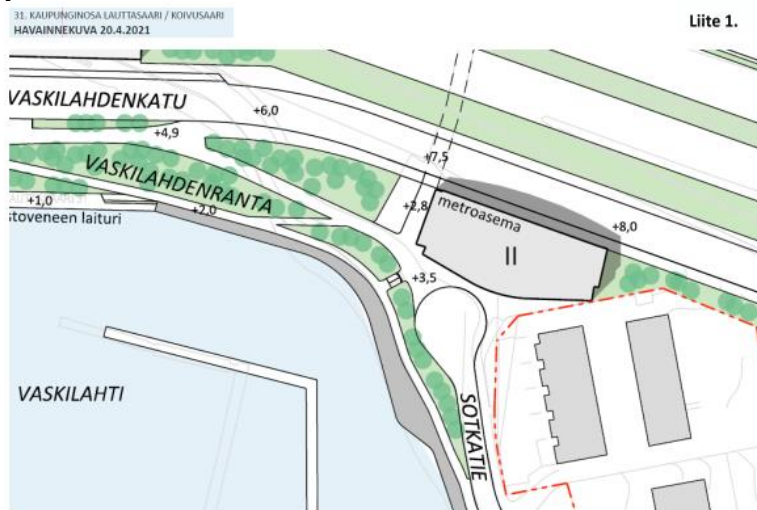 31. KAUPUNGINOSA LAUTTASAARI / KOIVUSAARI
HAVAINNEKUVA 20.4.2021
Liite 1.
VASKILAHDENKATU
+6,0
+4,9
+7,5
VASKILAHDENRANTA
+1,0
+2,0
stoveneen laituri
+2,8
metroasema
+8,0
II
+3,5
VASKILAHTI
SOTKATIE